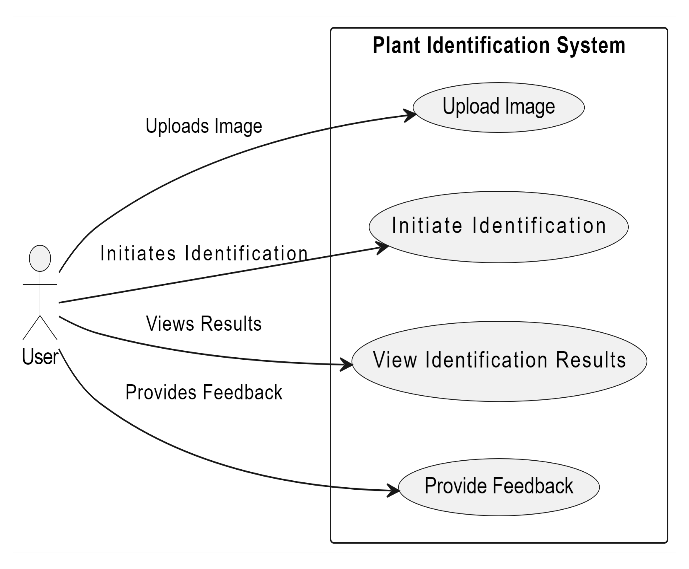 Plant Identification System
Upload Image
Uploads Image
Initiate Identification
Initiates Identification
Views Results
User
View Identification Results
Provides Feedback
Provide Feedback